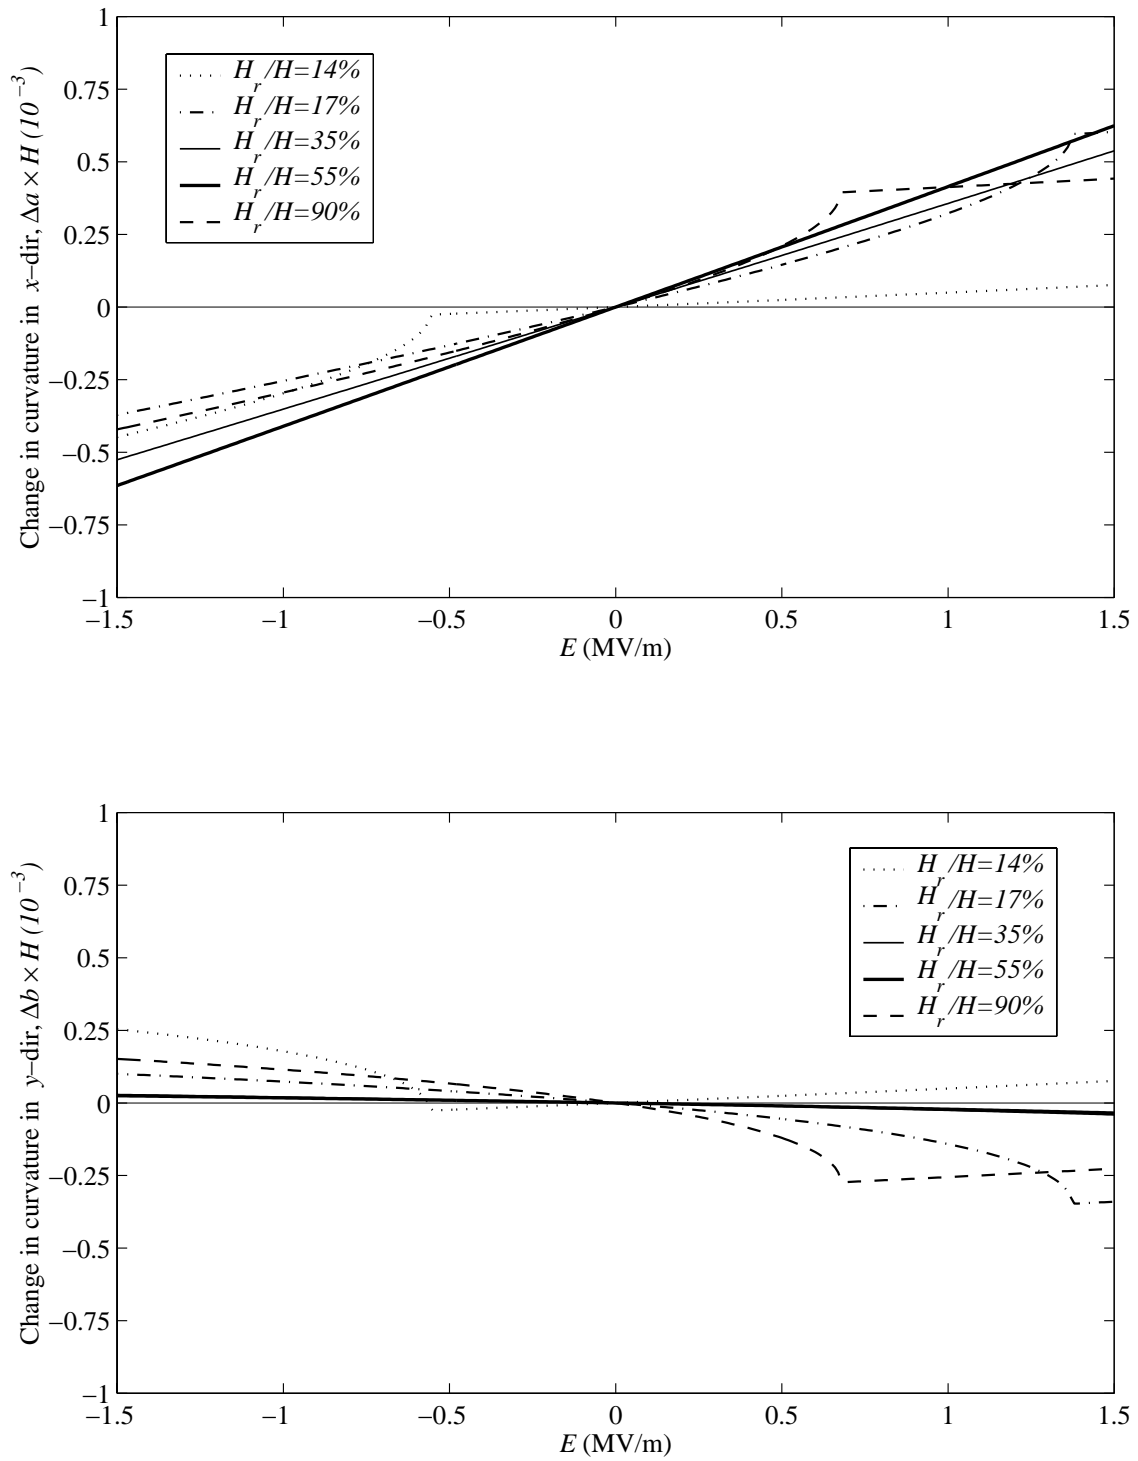 1
0.75
0.5
0.25
0
−0.25
−0.5
−0.75
−1
Change in curvature in x−dir, Δa × H (10⁻³)
H_r/H=14%
H_r/H=17%
H_r/H=35%
H_r/H=55%
H_r/H=90%
−1.5 −1 −0.5 0 0.5 1 1.5
E (MV/m)
1
0.75
0.5
0.25
0
−0.25
−0.5
−0.75
−1
Change in curvature in y−dir, Δb × H (10⁻³)
H_r/H=14%
H_r/H=17%
H_r/H=35%
H_r/H=55%
H_r/H=90%
−1.5 −1 −0.5 0 0.5 1 1.5
E (MV/m)